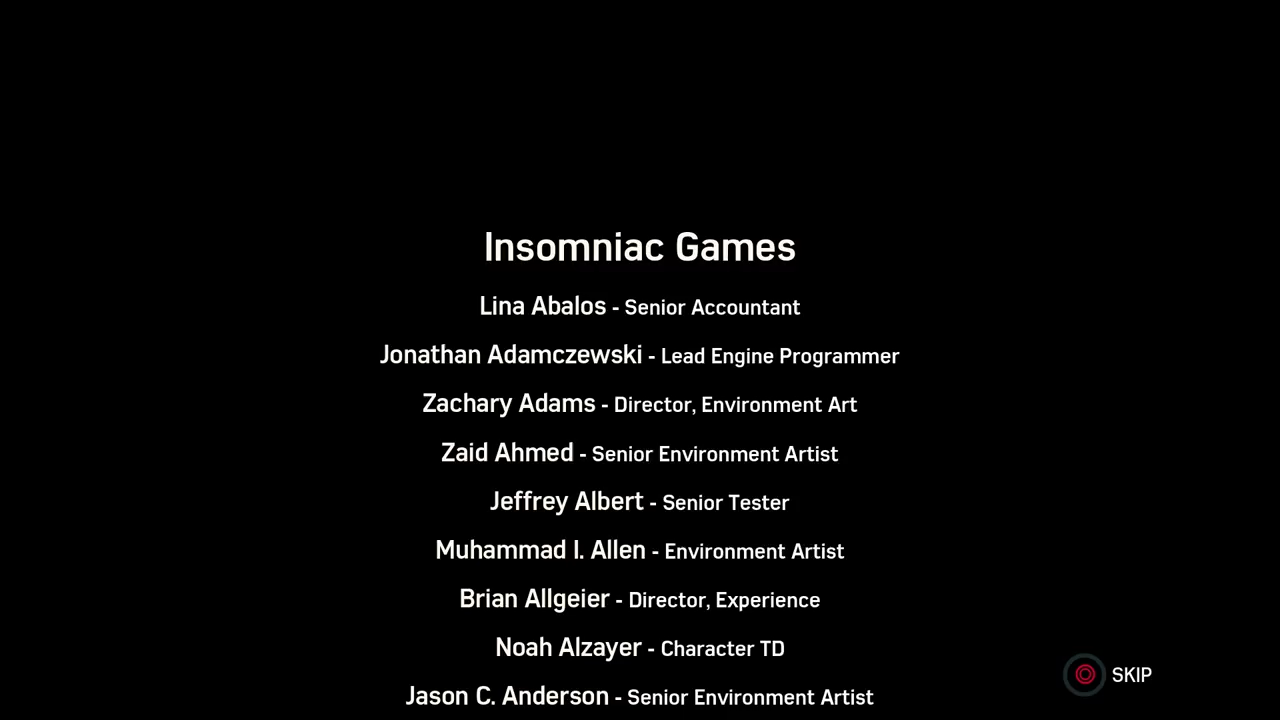 Insomniac Games
Lina Abalos - Senior Accountant
Jonathan Adamczewski - Lead Engine Programmer
Zachary Adams - Director, Environment Art
Zaid Ahmed - Senior Environment Artist
Jeffrey Albert - Senior Tester
Muhammad I. Allen - Environment Artist
Brian Allgeier - Director, Experience
Noah Alzayer - Character TD
Jason C. Anderson - Senior Environment Artist
SKIP